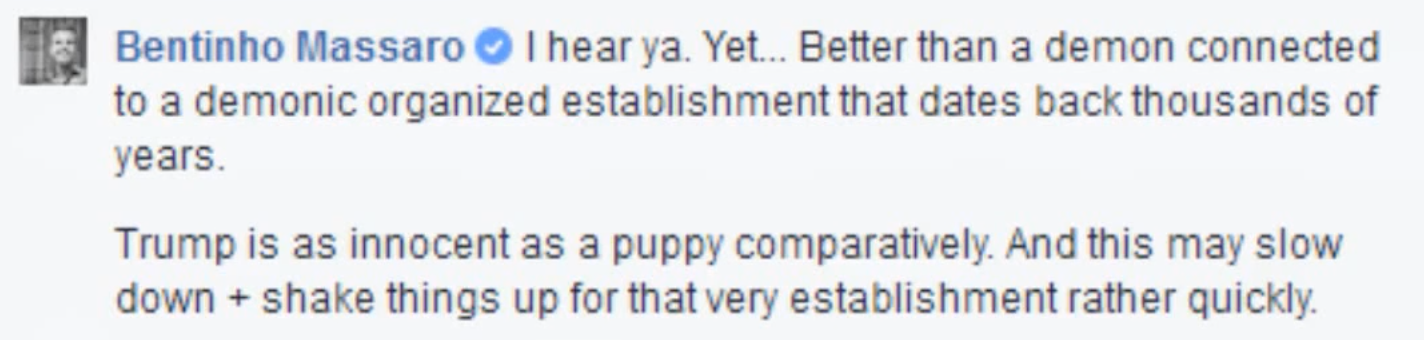 Bentinho Massaro I hear ya. Yet... Better than a demon connected
to a demonic organized establishment that dates back thousands of
years.
Trump is as innocent as a puppy comparatively. And this may slow
down + shake things up for that very establishment rather quickly.